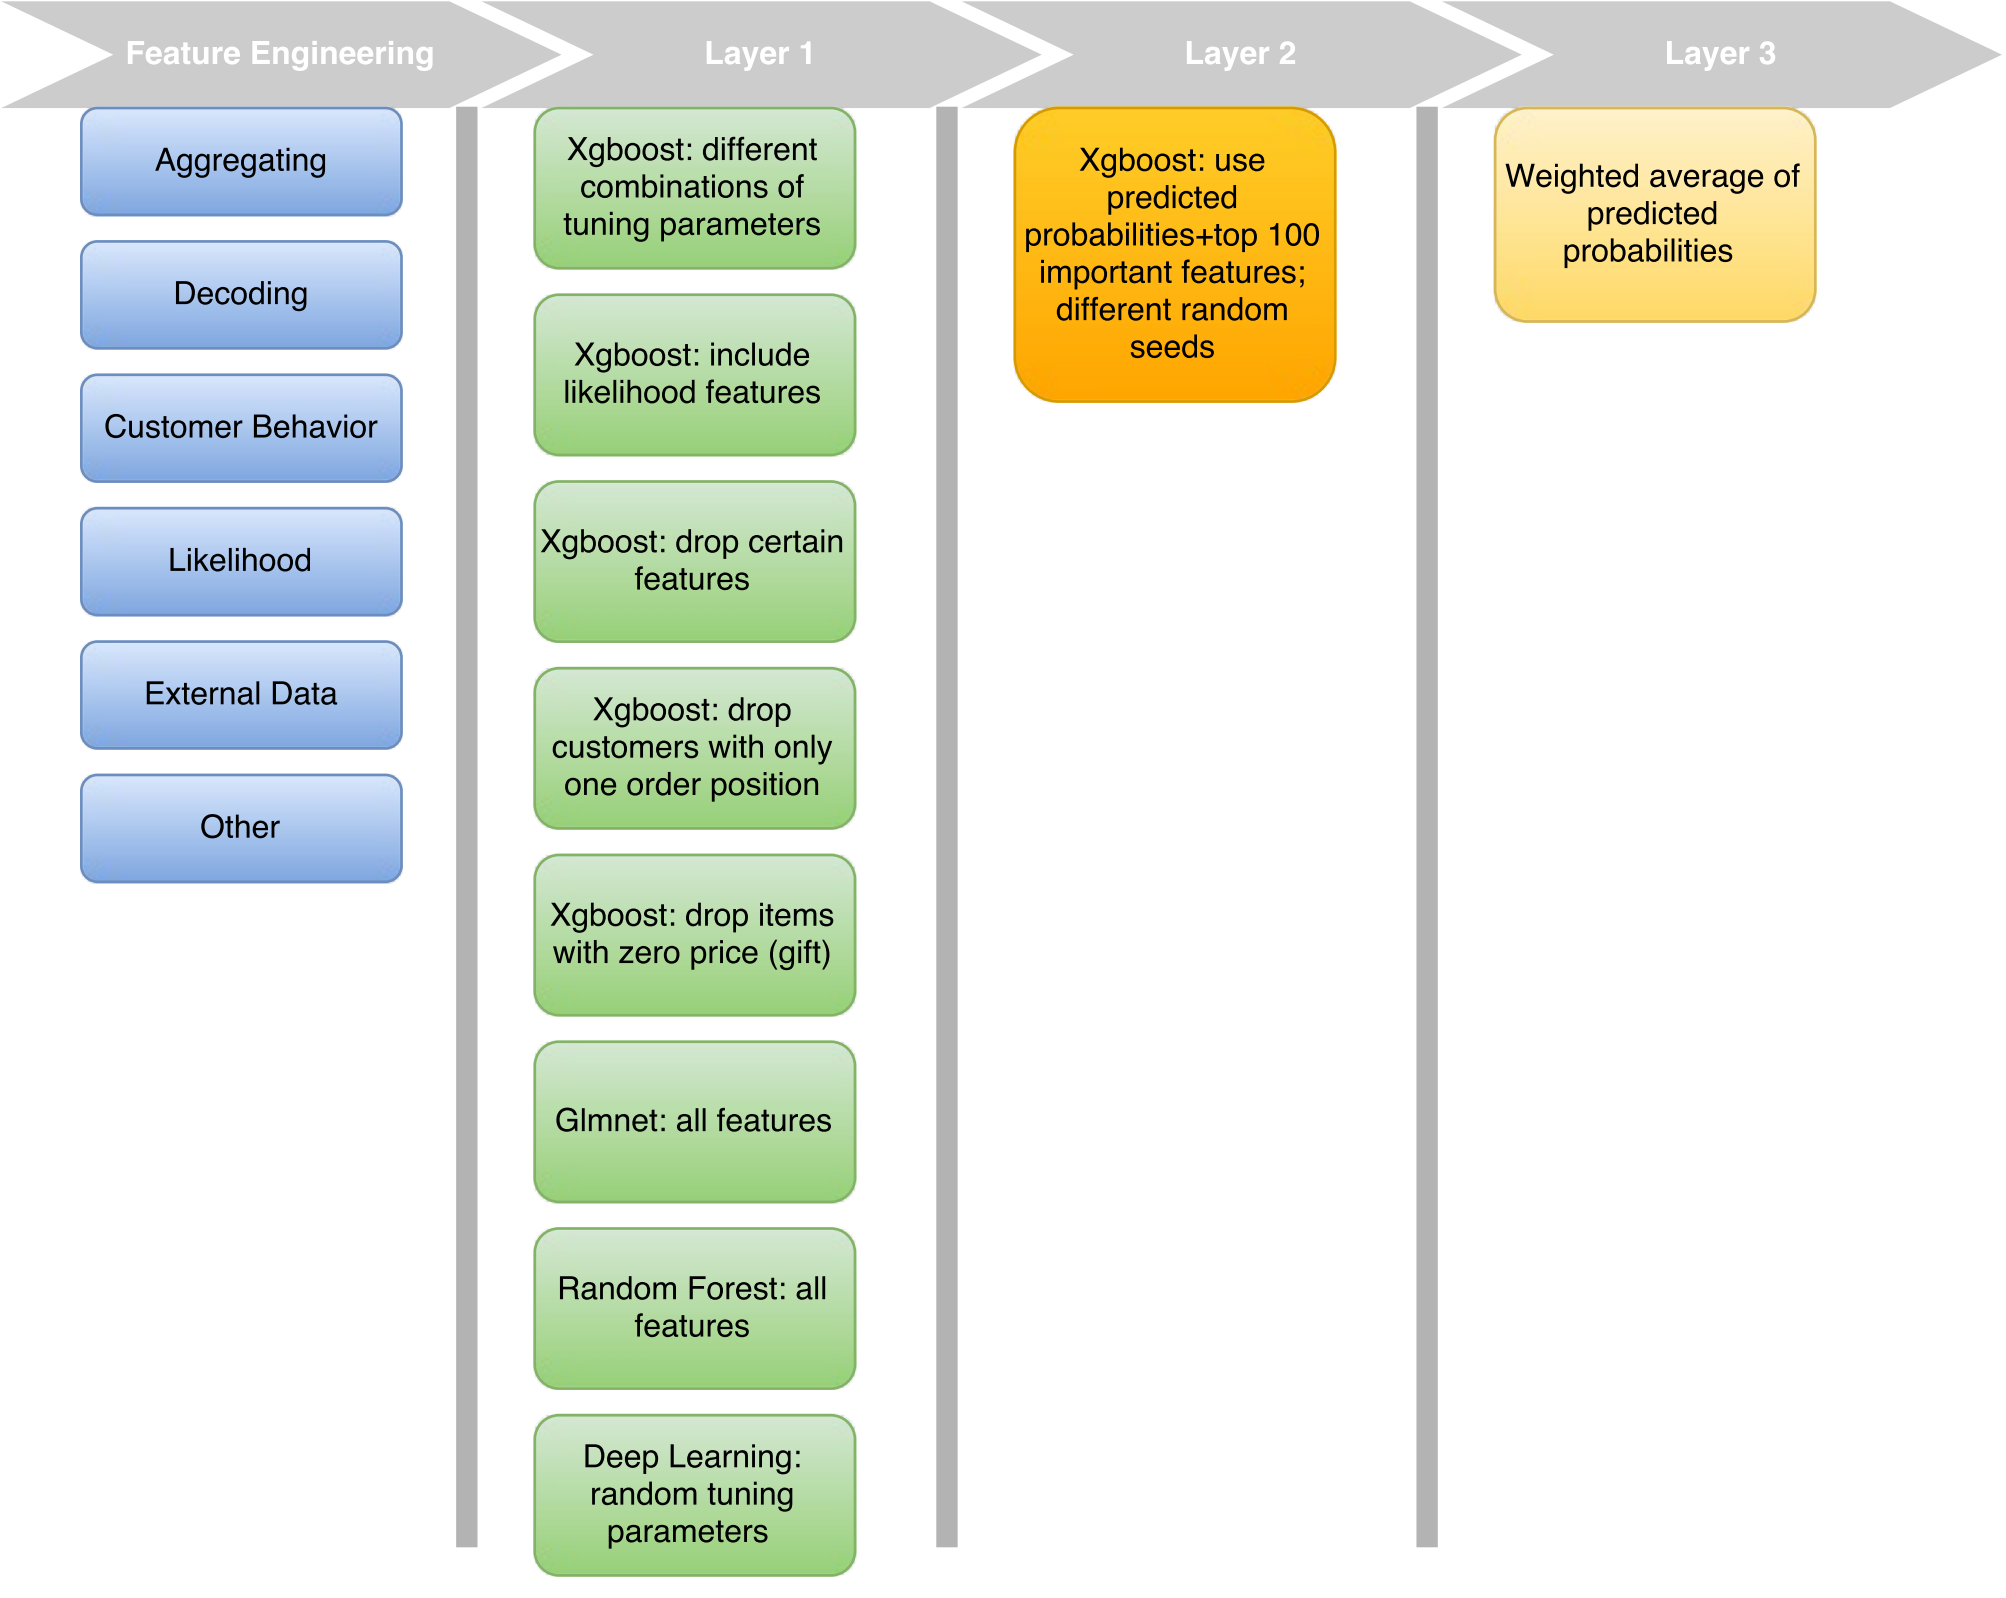 Feature Engineering
Layer 1
Layer 2
Layer 3
Aggregating
Decoding
Customer Behavior
Likelihood
External Data
Other
Xgboost: different
combinations of
tuning parameters
Xgboost: include
likelihood features
Xgboost: drop certain
features
Xgboost: drop
customers with only
one order position
Xgboost: drop items
with zero price (gift)
Glmnet: all features
Random Forest: all
features
Deep Learning:
random tuning
parameters
Xgboost: use
predicted
probabilities+top 100
important features;
different random
seeds
Weighted average of
predicted
probabilities